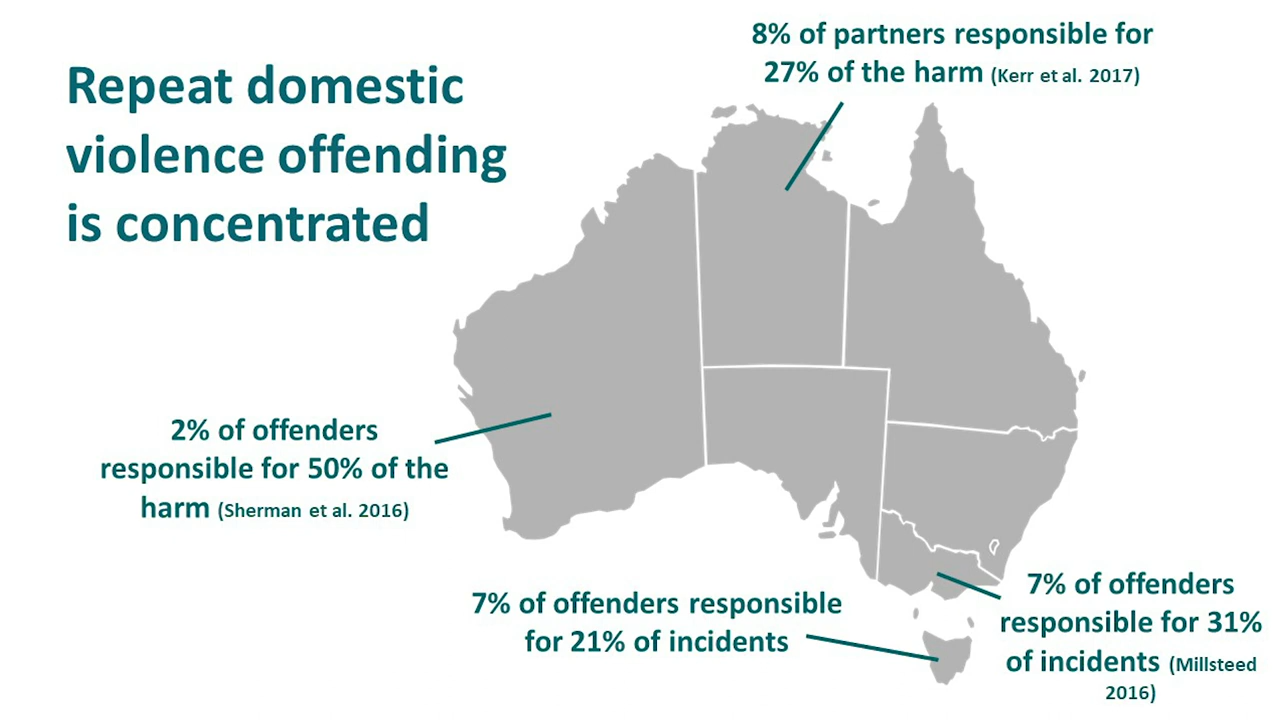 Repeat domestic
violence offending
is concentrated
8% of partners responsible for
27% of the harm (Kerr et al. 2017)
2% of offenders
responsible for 50% of the
harm (Sherman et al. 2016)
7% of offenders responsible
for 21% of incidents
7% of offenders
responsible for 31%
of incidents (Millsteed
2016)